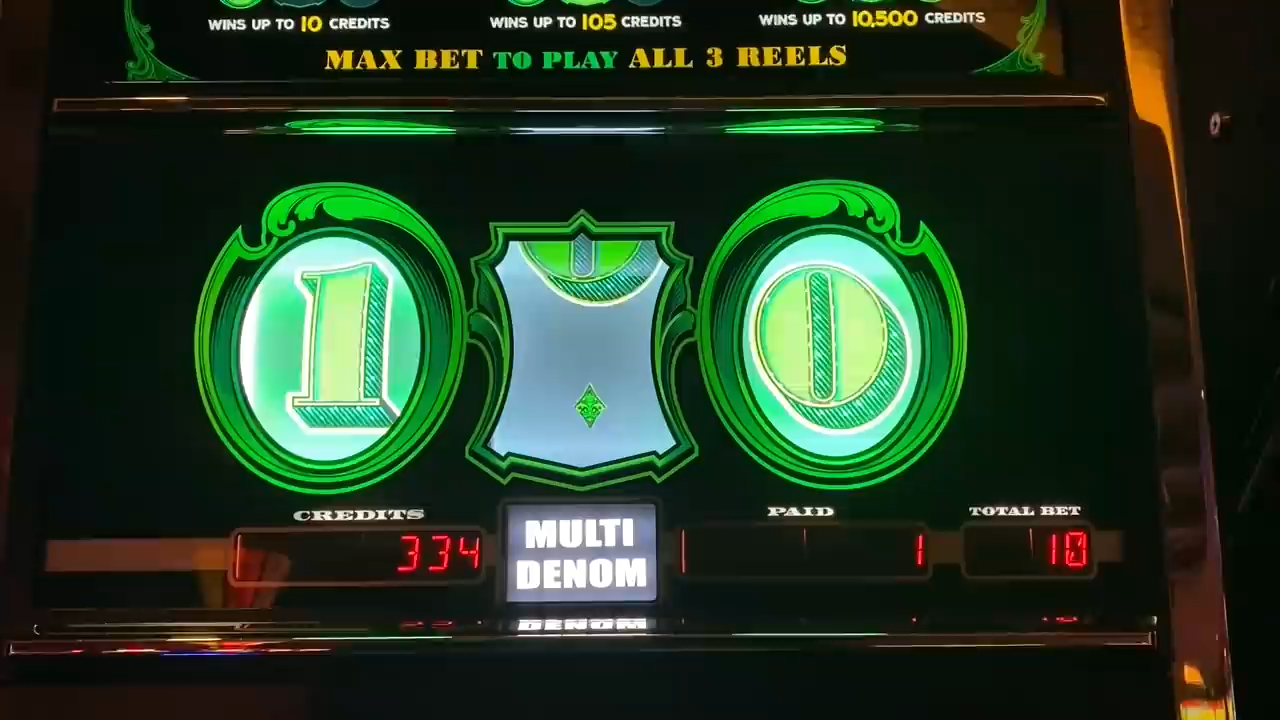 WINS UP TO 10 CREDITS
WINS UP TO 105 CREDITS
WINS UP TO 10,500 CREDITS
MAX BET TO PLAY ALL 3 REELS
1
0
0
CREDITS
PAID
TOTAL BET
334
MULTI
DENOM
1
10